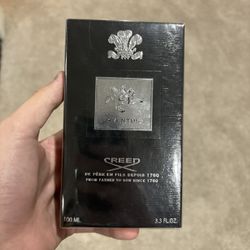 AVENTUS
CREED
DE PÈRE EN FILS DEPUIS 1760
FROM FATHER TO SON SINCE 1760
100 ML 3.3 FL.OZ.